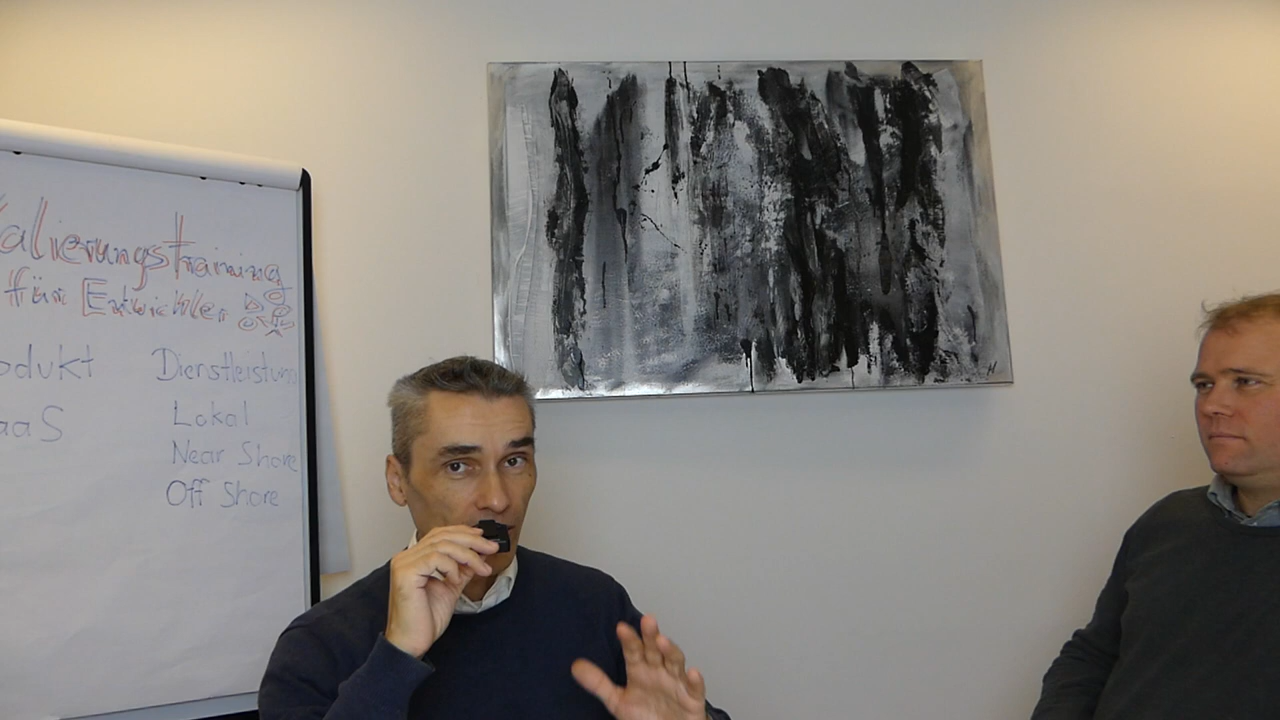 alierungstraining
für Entwickler
odukt Dienstleistung
aaS Lokal
Near Shore
Off Shore
H